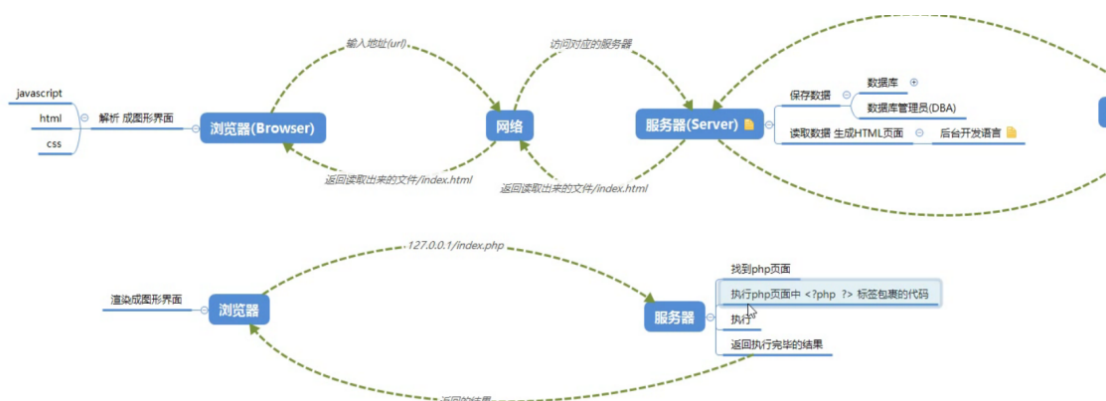 输入地址(url)
访问对应的服务器
javascript
html
css
解析 成图形界面
浏览器(Browser)
网络
服务器(Server)
保存数据
数据库
数据库管理员(DBA)
读取数据 生成HTML页面
后台开发语言
返回读取出来的文件/index.html
返回读取出来的文件/index.html
127.0.0.1/index.php
渲染成图形界面
浏览器
服务器
找到php页面
执行php页面中 <?php ?> 标签包裹的代码
执行
返回执行完毕的结果
返回的结果